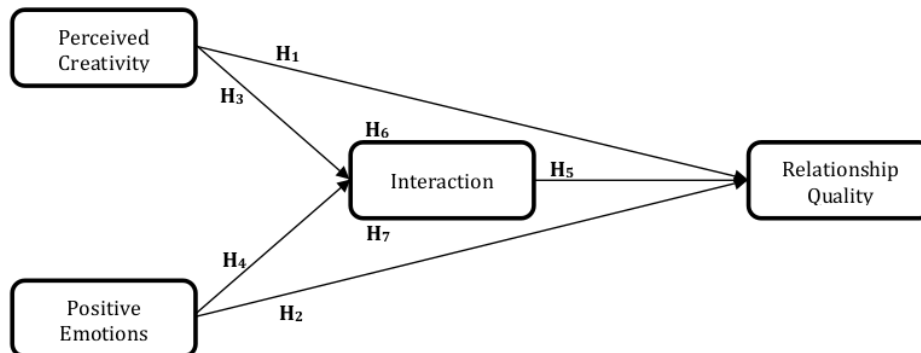 Perceived
Creativity
H₁
H₃
H₆
Interaction
H₅
Relationship
Quality
H₇
H₄
Positive
Emotions
H₂